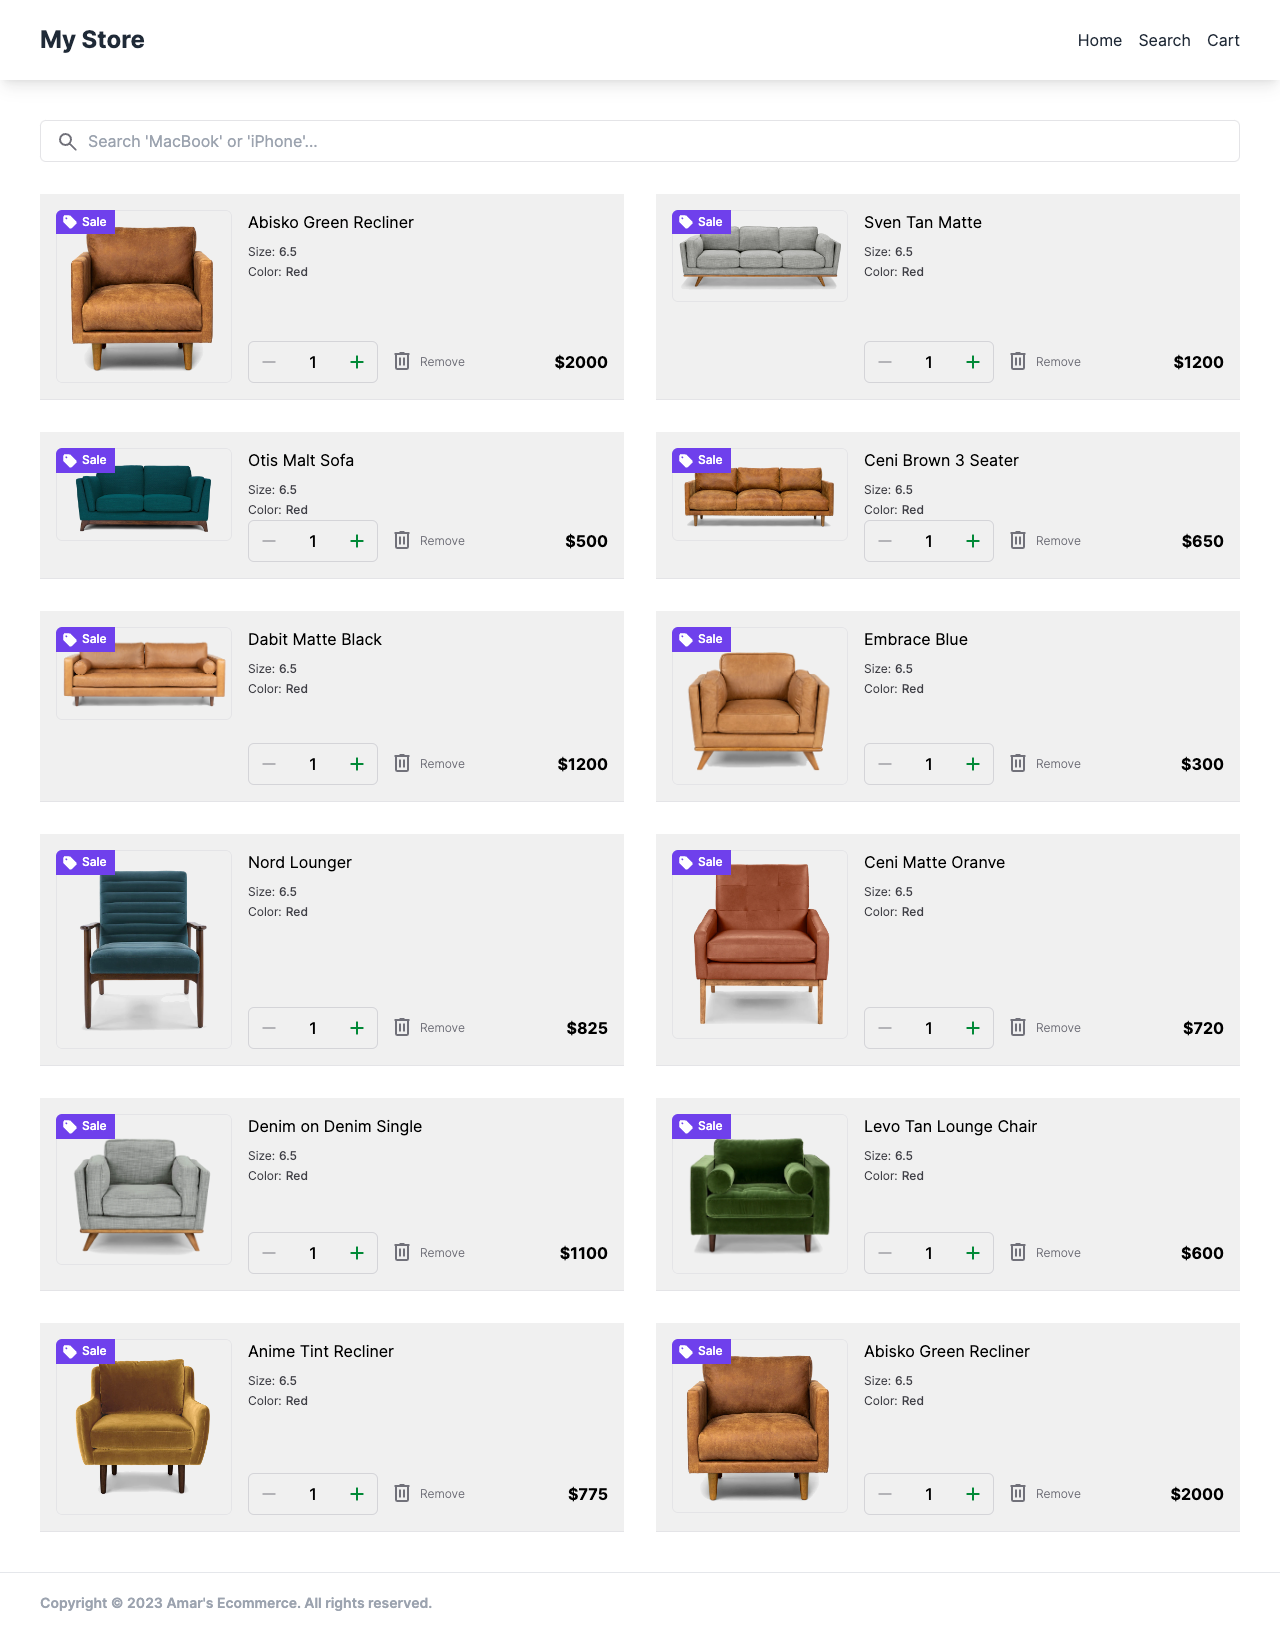 My Store
Home Search Cart
Search 'MacBook' or 'iPhone'...
Sale
Abisko Green Recliner
Size: 6.5
Color: Red
1 Remove $2000
Sale
Sven Tan Matte
Size: 6.5
Color: Red
1 Remove $1200
Sale
Otis Malt Sofa
Size: 6.5
Color: Red
1 Remove $500
Sale
Ceni Brown 3 Seater
Size: 6.5
Color: Red
1 Remove $650
Sale
Dabit Matte Black
Size: 6.5
Color: Red
1 Remove $1200
Sale
Embrace Blue
Size: 6.5
Color: Red
1 Remove $300
Sale
Nord Lounger
Size: 6.5
Color: Red
1 Remove $825
Sale
Ceni Matte Oranve
Size: 6.5
Color: Red
1 Remove $720
Sale
Denim on Denim Single
Size: 6.5
Color: Red
1 Remove $1100
Sale
Levo Tan Lounge Chair
Size: 6.5
Color: Red
1 Remove $600
Sale
Anime Tint Recliner
Size: 6.5
Color: Red
1 Remove $775
Sale
Abisko Green Recliner
Size: 6.5
Color: Red
1 Remove $2000
Copyright © 2023 Amar's Ecommerce. All rights reserved.